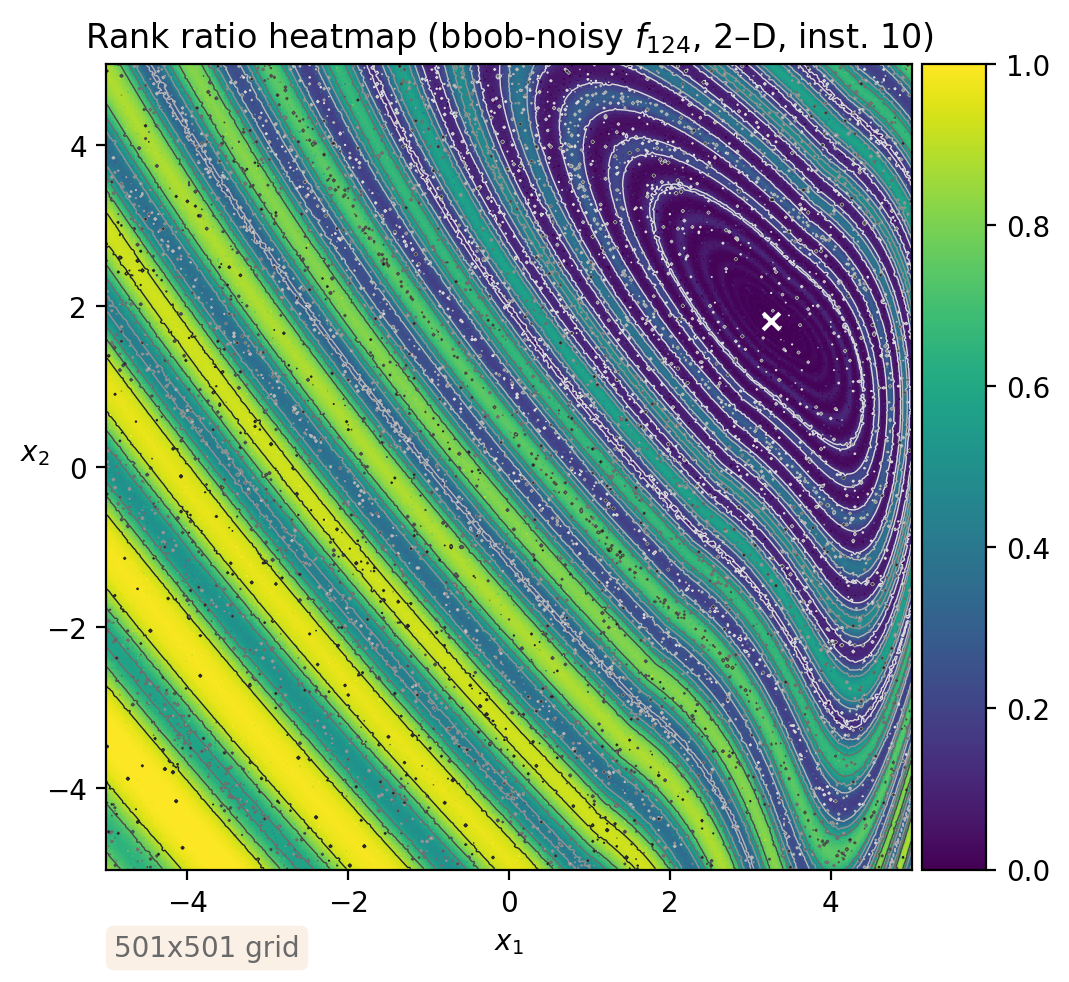 Rank ratio heatmap (bbob-noisy f124, 2–D, inst. 10)
1.0
0.8
0.6
0.4
0.2
0.0
4
2
0
−2
−4
x2
−4 −2 0 2 4
x1
501x501 grid